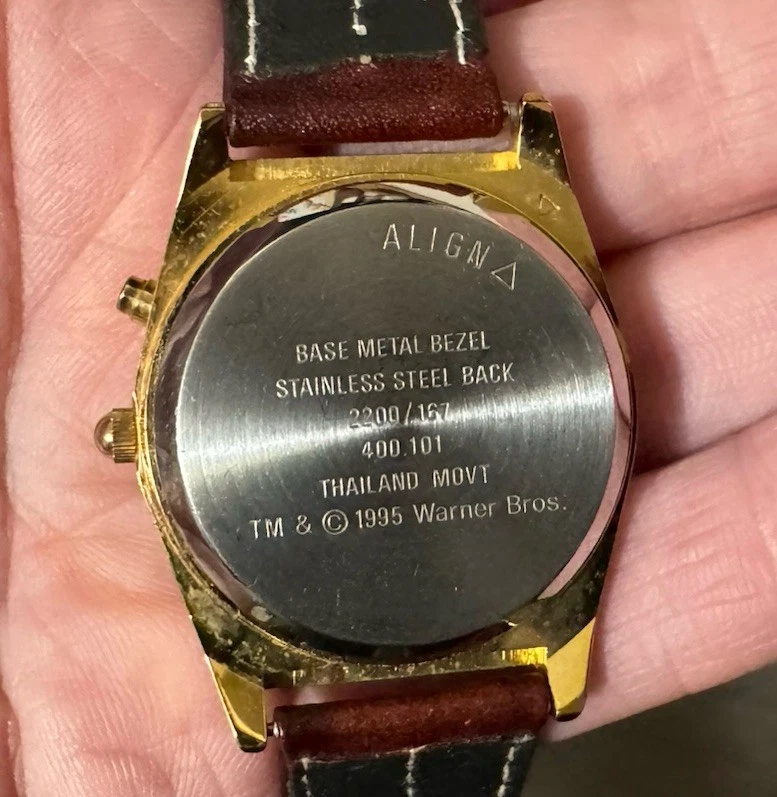 ALIGN △
BASE METAL BEZEL
STAINLESS STEEL BACK
2200/167
400.101
THAILAND MOVT
TM & © 1995 Warner Bros.